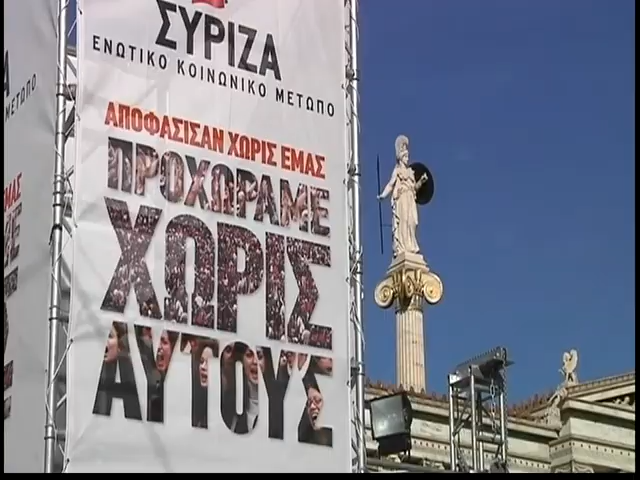 ΣΥΡΙΖΑ
ΕΝΩΤΙΚΟ ΚΟΙΝΩΝΙΚΟ ΜΕΤΩΠΟ
ΑΠΟΦΑΣΙΣΑΝ ΧΩΡΙΣ ΕΜΑΣ
ΠΡΟΧΩΡΑΜΕ
ΧΩΡΙΣ
ΑΥΤΟΥΣ